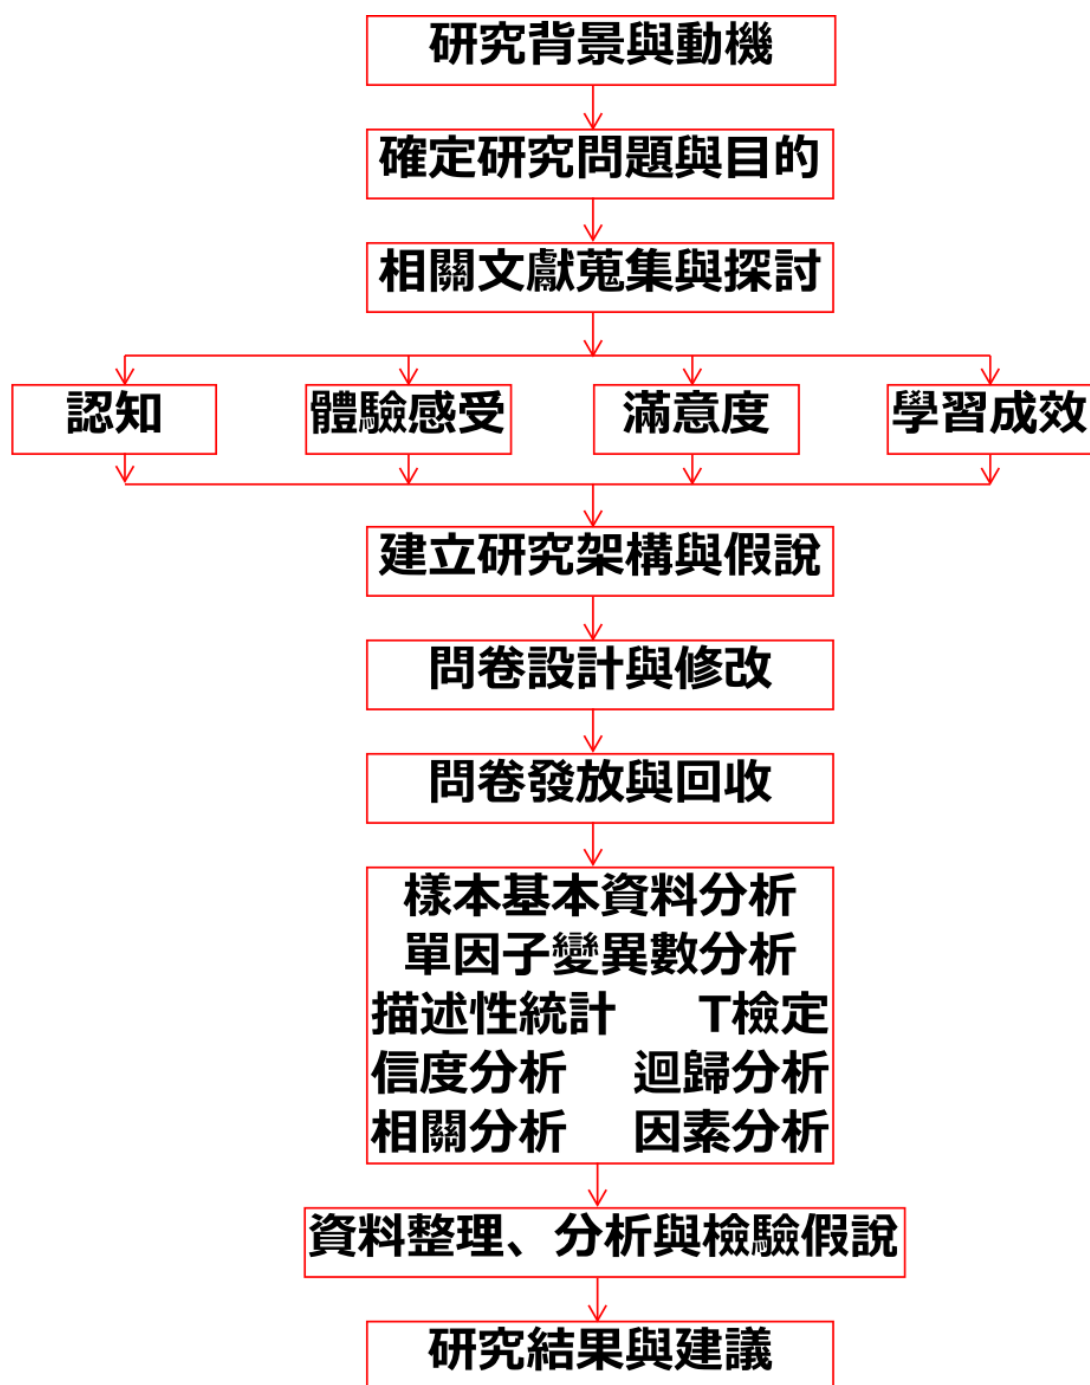 研究背景與動機
確定研究問題與目的
相關文獻蒐集與探討
認知 體驗感受 滿意度 學習成效
建立研究架構與假說
問卷設計與修改
問卷發放與回收
樣本基本資料分析
單因子變異數分析
描述性統計 T檢定
信度分析 迴歸分析
相關分析 因素分析
資料整理、分析與檢驗假說
研究結果與建議